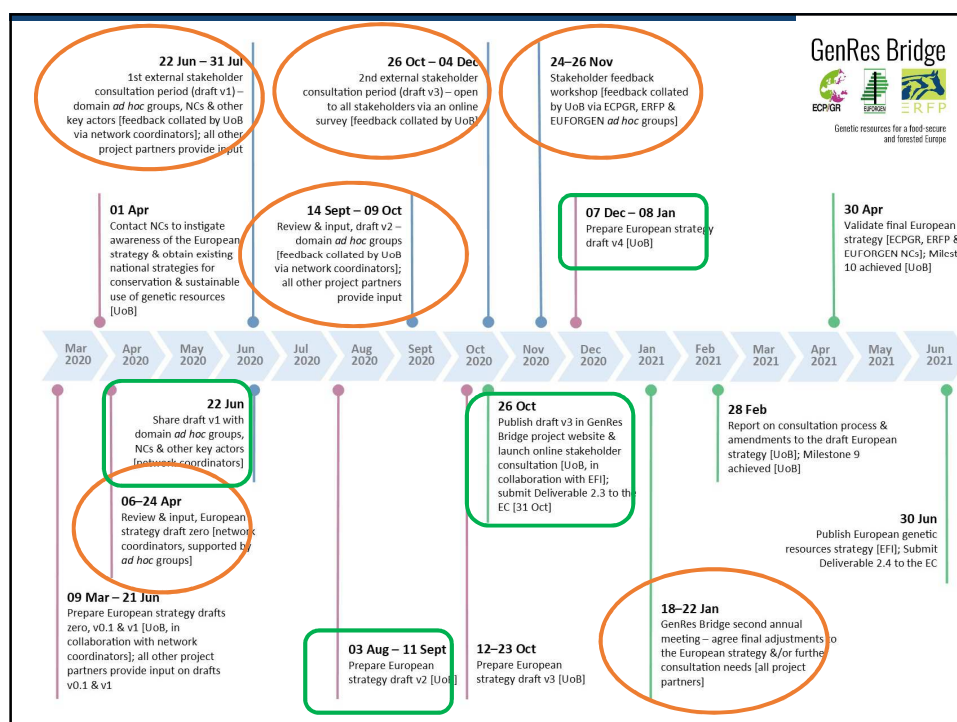 GenRes Bridge
ECP/GR
EUFORGEN
ERFP
Genetic resources for a food-secure
and forested Europe
22 Jun – 31 Jul
1st external stakeholder
consultation period (draft v1) –
domain ad hoc groups, NCs & other
key actors [feedback collated by UoB
via network coordinators]; all other
project partners provide input
26 Oct – 04 Dec
2nd external stakeholder
consultation period (draft v3) – open
to all stakeholders via an online
survey [feedback collated by UoB]
24–26 Nov
Stakeholder feedback
workshop [feedback collated
by UoB via ECPGR, ERFP &
EUFORGEN ad hoc groups]
01 Apr
Contact NCs to instigate
awareness of the European
strategy & obtain existing
national strategies for
conservation & sustainable
use of genetic resources
[UoB]
14 Sept – 09 Oct
Review & input, draft v2 –
domain ad hoc groups
[feedback collated by UoB
via network coordinators];
all other project partners
provide input
07 Dec – 08 Jan
Prepare European strategy
draft v4 [UoB]
30 Apr
Validate final European
strategy [ECPGR, ERFP &
EUFORGEN NCs]; Milest
10 achieved [UoB]
Mar
2020
Apr
2020
May
2020
Jun
2020
Jul
2020
Aug
2020
Sept
2020
Oct
2020
Nov
2020
Dec
2020
Jan
2021
Feb
2021
Mar
2021
Apr
2021
May
2021
Jun
2021
22 Jun
Share draft v1 with
domain ad hoc groups,
NCs & other key actors
[network coordinators]
06–24 Apr
Review & input, European
strategy draft zero [network
coordinators, supported by
ad hoc groups]
09 Mar – 21 Jun
Prepare European strategy drafts
zero, v0.1 & v1 [UoB, in
collaboration with network
coordinators]; all other project
partners provide input on drafts
v0.1 & v1
03 Aug – 11 Sept
Prepare European
strategy draft v2 [UoB]
12–23 Oct
Prepare European
strategy draft v3 [UoB]
26 Oct
Publish draft v3 in GenRes
Bridge project website &
launch online stakeholder
consultation [UoB, in
collaboration with EFI];
submit Deliverable 2.3 to the
EC [31 Oct]
18–22 Jan
GenRes Bridge second annual
meeting – agree final adjustments to
the European strategy &/or further
consultation needs [all project
partners]
28 Feb
Report on consultation process &
amendments to the draft European
strategy [UoB]; Milestone 9
achieved [UoB]
30 Jun
Publish European genetic
resources strategy [EFI]; Submit
Deliverable 2.4 to the EC